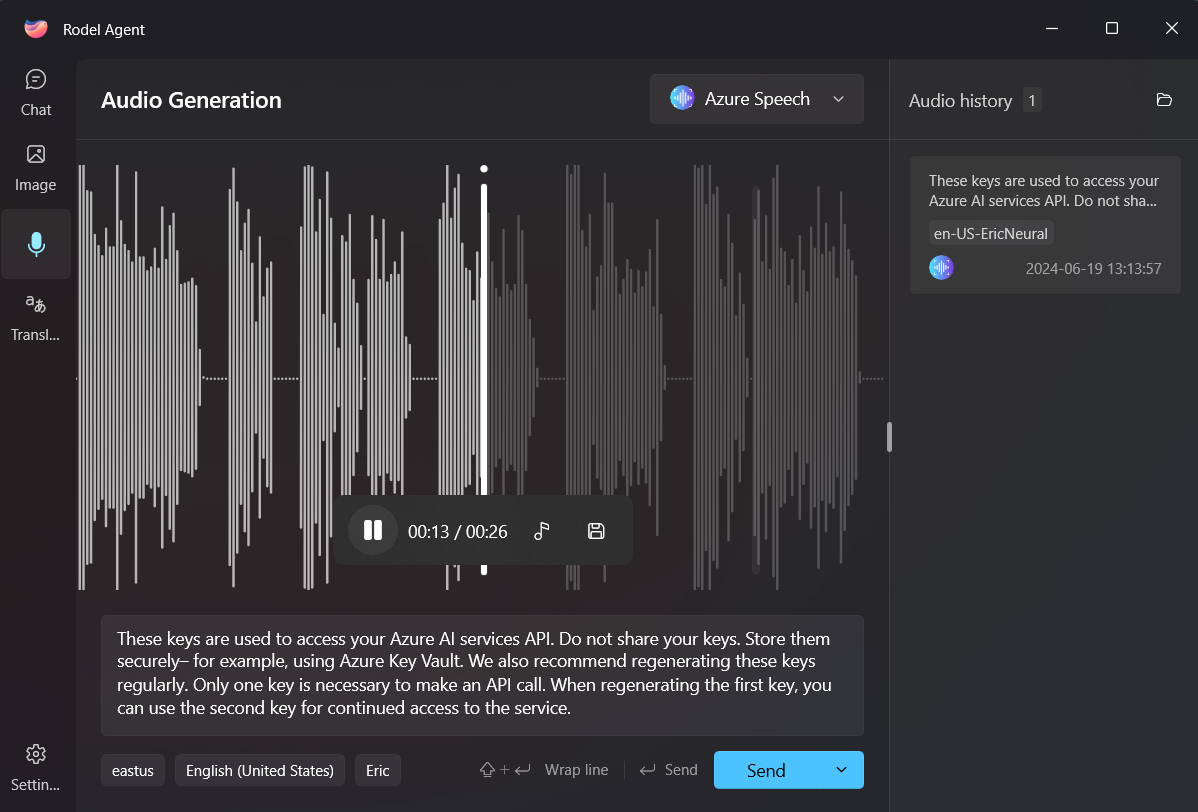 Rodel Agent
Chat
Image
Transl...
Settin...
Audio Generation
Azure Speech
00:13 / 00:26
These keys are used to access your Azure AI services API. Do not share your keys. Store them
securely– for example, using Azure Key Vault. We also recommend regenerating these keys
regularly. Only one key is necessary to make an API call. When regenerating the first key, you
can use the second key for continued access to the service.
eastus
English (United States)
Eric
Wrap line
Send
Send
Audio history 1
These keys are used to access your
Azure AI services API. Do not sha...
en-US-EricNeural
2024-06-19 13:13:57